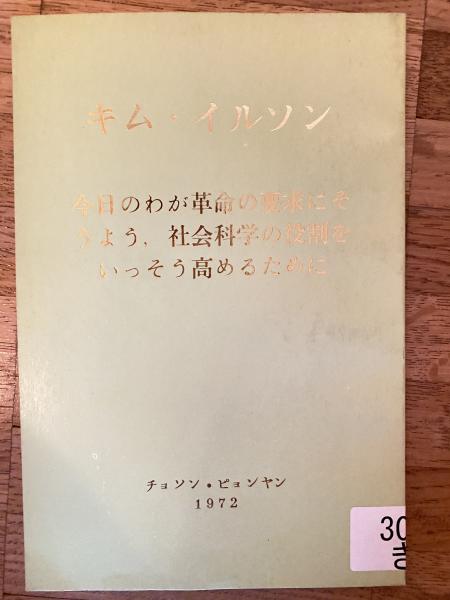 キム・イルソン
今日のわが革命の要求にそ
うよう，社会科学の役割を
いっそう高めるために
チョソン・ピョンヤン
1972
30
き